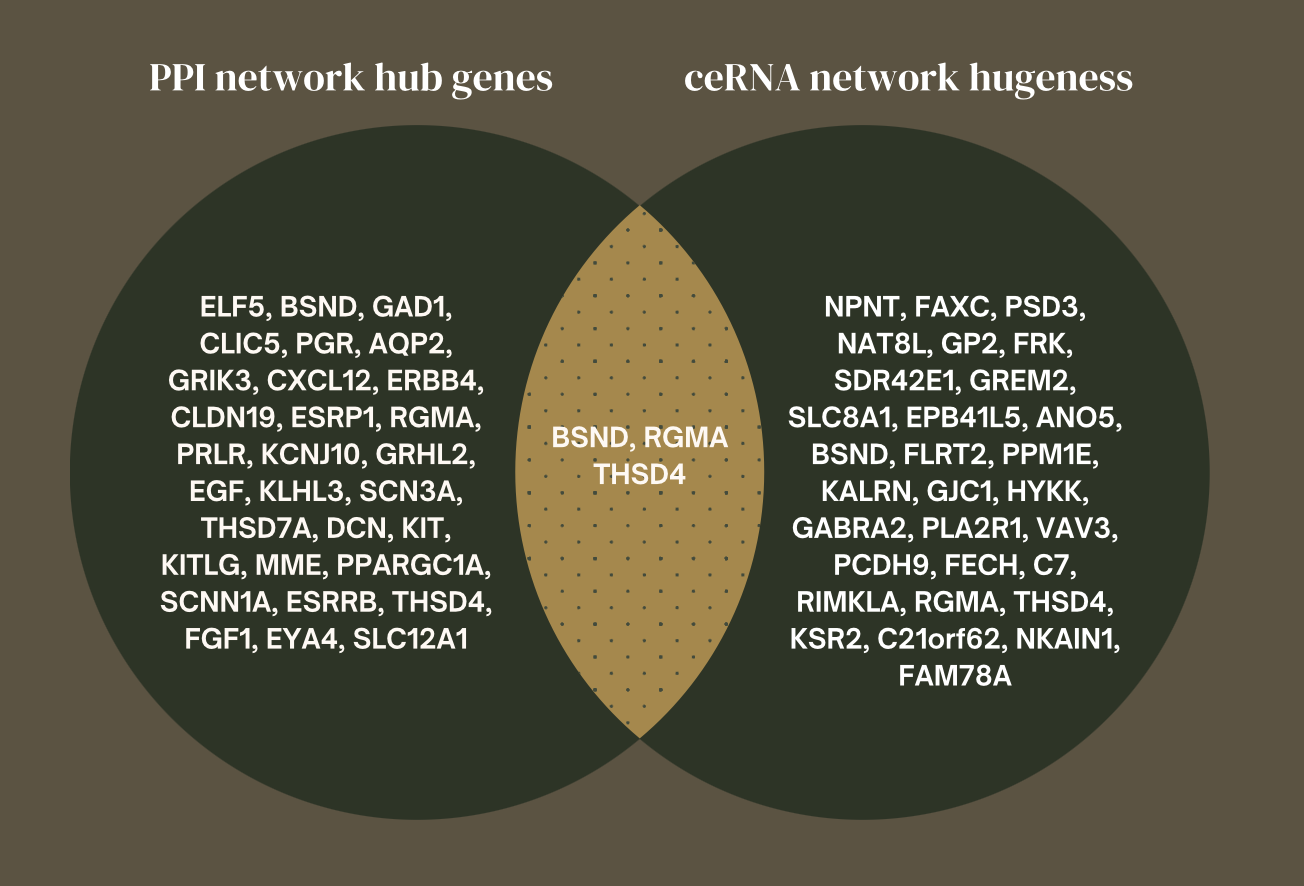 PPI network hub genes
ceRNA network hugeness
ELF5, BSND, GAD1,
CLIC5, PGR, AQP2,
GRIK3, CXCL12, ERBB4,
CLDN19, ESRP1, RGMA,
PRLR, KCNJ10, GRHL2,
EGF, KLHL3, SCN3A,
THSD7A, DCN, KIT,
KITLG, MME, PPARGC1A,
SCNN1A, ESRRB, THSD4,
FGF1, EYA4, SLC12A1
BSND, RGMA
THSD4
NPNT, FAXC, PSD3,
NAT8L, GP2, FRK,
SDR42E1, GREM2,
SLC8A1, EPB41L5, ANO5,
BSND, FLRT2, PPM1E,
KALRN, GJC1, HYKK,
GABRA2, PLA2R1, VAV3,
PCDH9, FECH, C7,
RIMKLA, RGMA, THSD4,
KSR2, C21orf62, NKAIN1,
FAM78A